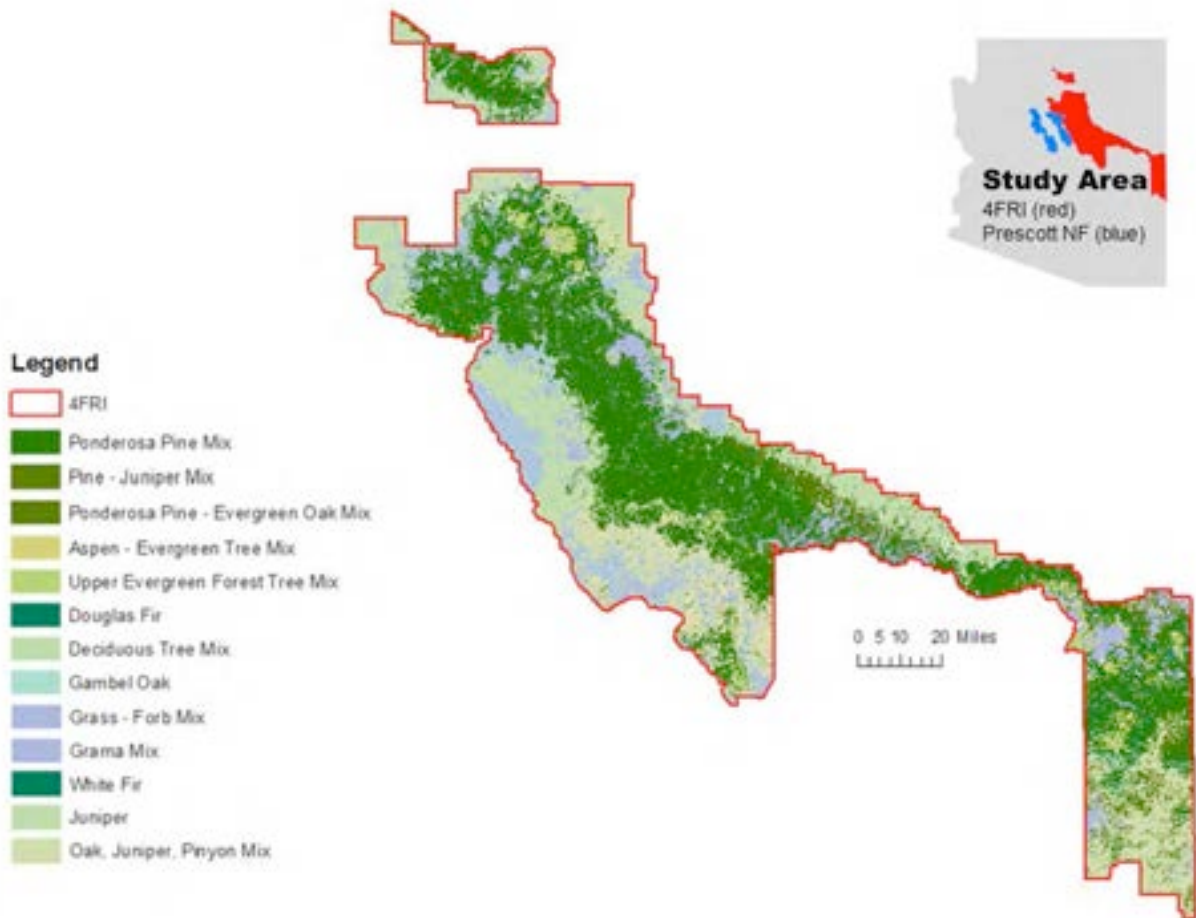 Study Area
4FRI (red)
Prescott NF (blue)
Legend
4FRI
Ponderosa Pine Mix
Pine - Juniper Mix
Ponderosa Pine - Evergreen Oak Mix
Aspen - Evergreen Tree Mix
Upper Evergreen Forest Tree Mix
Douglas Fir
Deciduous Tree Mix
Gambel Oak
Grass - Forb Mix
Grama Mix
White Fir
Juniper
Oak, Juniper, Pinyon Mix
0 5 10 20 Miles